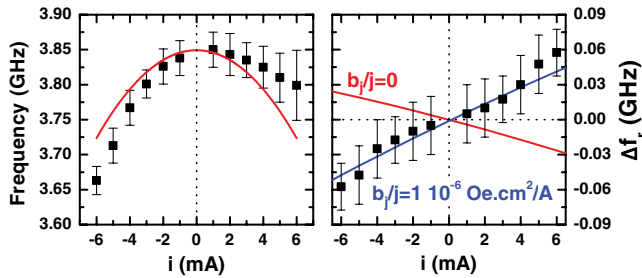 3.90
3.85
3.80
3.75
3.70
3.65
3.60
Frequency (GHz)
-6 -4 -2 0 2 4 6
i (mA)
b_j/j=0
b_j/j=1 10^-6 Oe.cm^2/A
-6 -4 -2 0 2 4 6
i (mA)
0.09
0.06
0.03
0.00
-0.03
-0.06
-0.09
Δf_r (GHz)